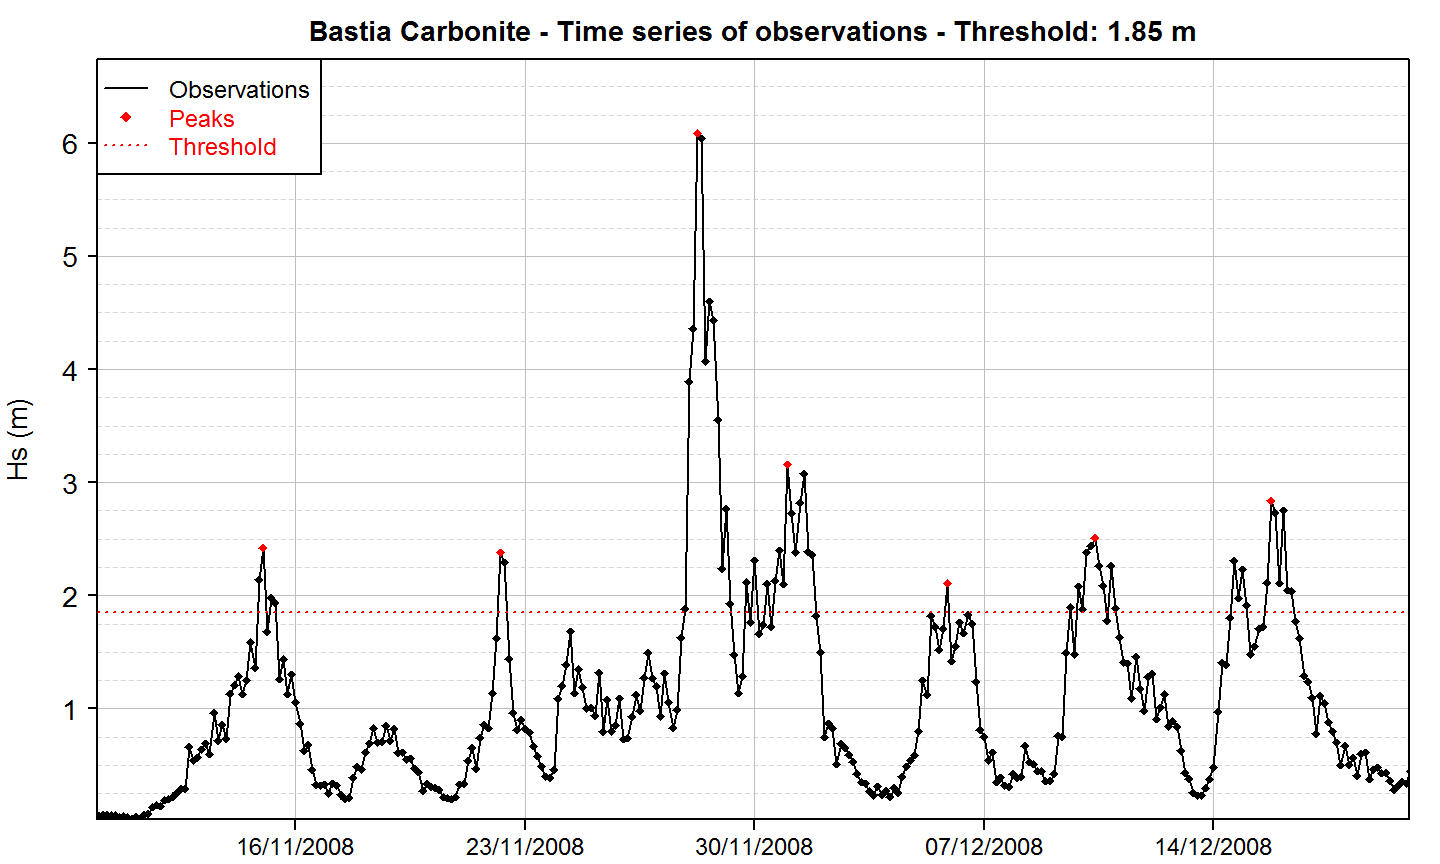 Bastia Carbonite - Time series of observations - Threshold: 1.85 m
Observations
Peaks
Threshold
6
5
4
3
2
1
Hs (m)
16/11/2008 23/11/2008 30/11/2008 07/12/2008 14/12/2008